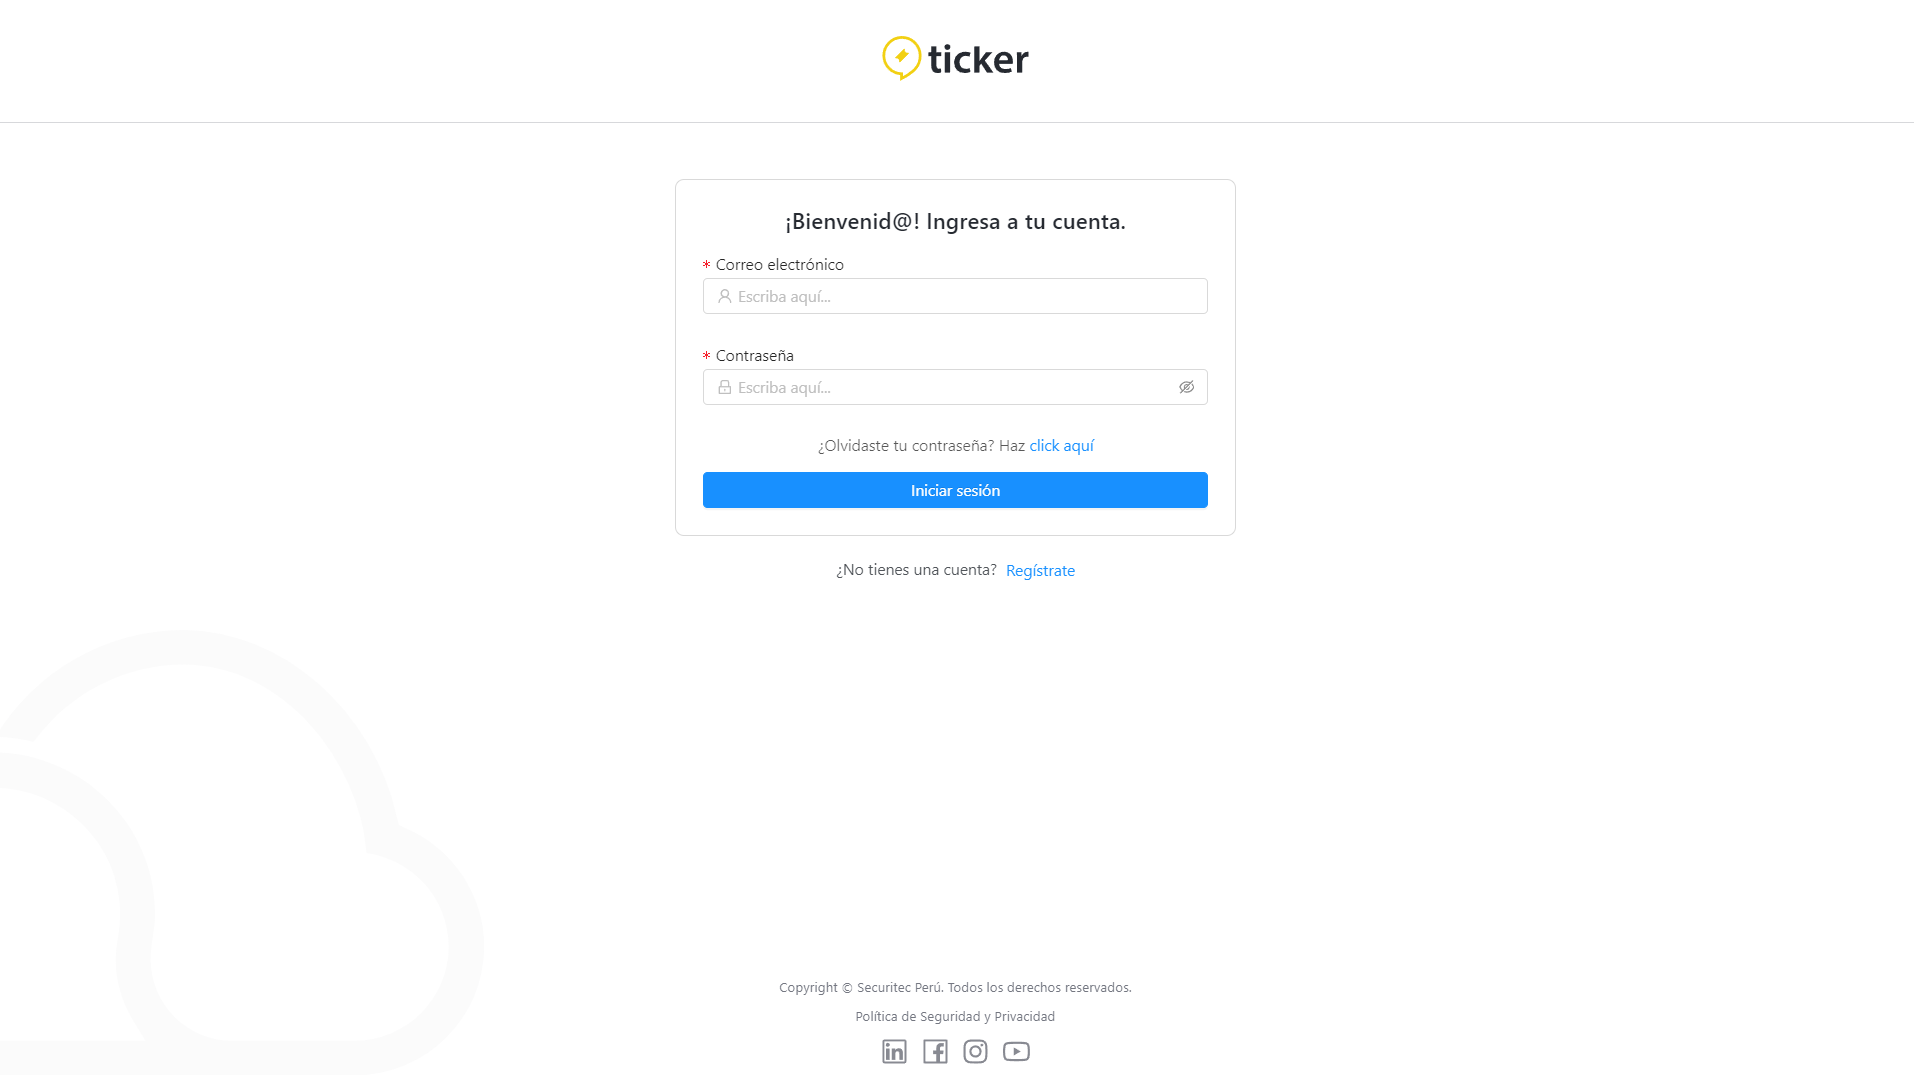 ticker
¡Bienvenid@! Ingresa a tu cuenta.
* Correo electrónico
Escriba aquí...
* Contraseña
Escriba aquí...
¿Olvidaste tu contraseña? Haz click aquí
Iniciar sesión
¿No tienes una cuenta? Regístrate
Copyright © Securitec Perú. Todos los derechos reservados.
Política de Seguridad y Privacidad